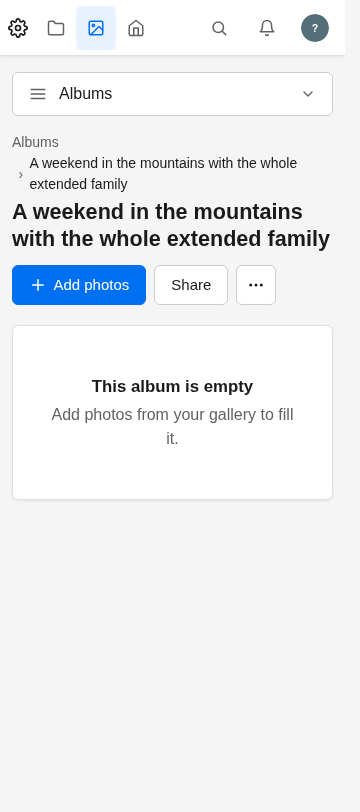 ?
Albums
Albums
› A weekend in the mountains with the whole
extended family
A weekend in the mountains
with the whole extended family
Add photos
Share
This album is empty
Add photos from your gallery to fill
it.